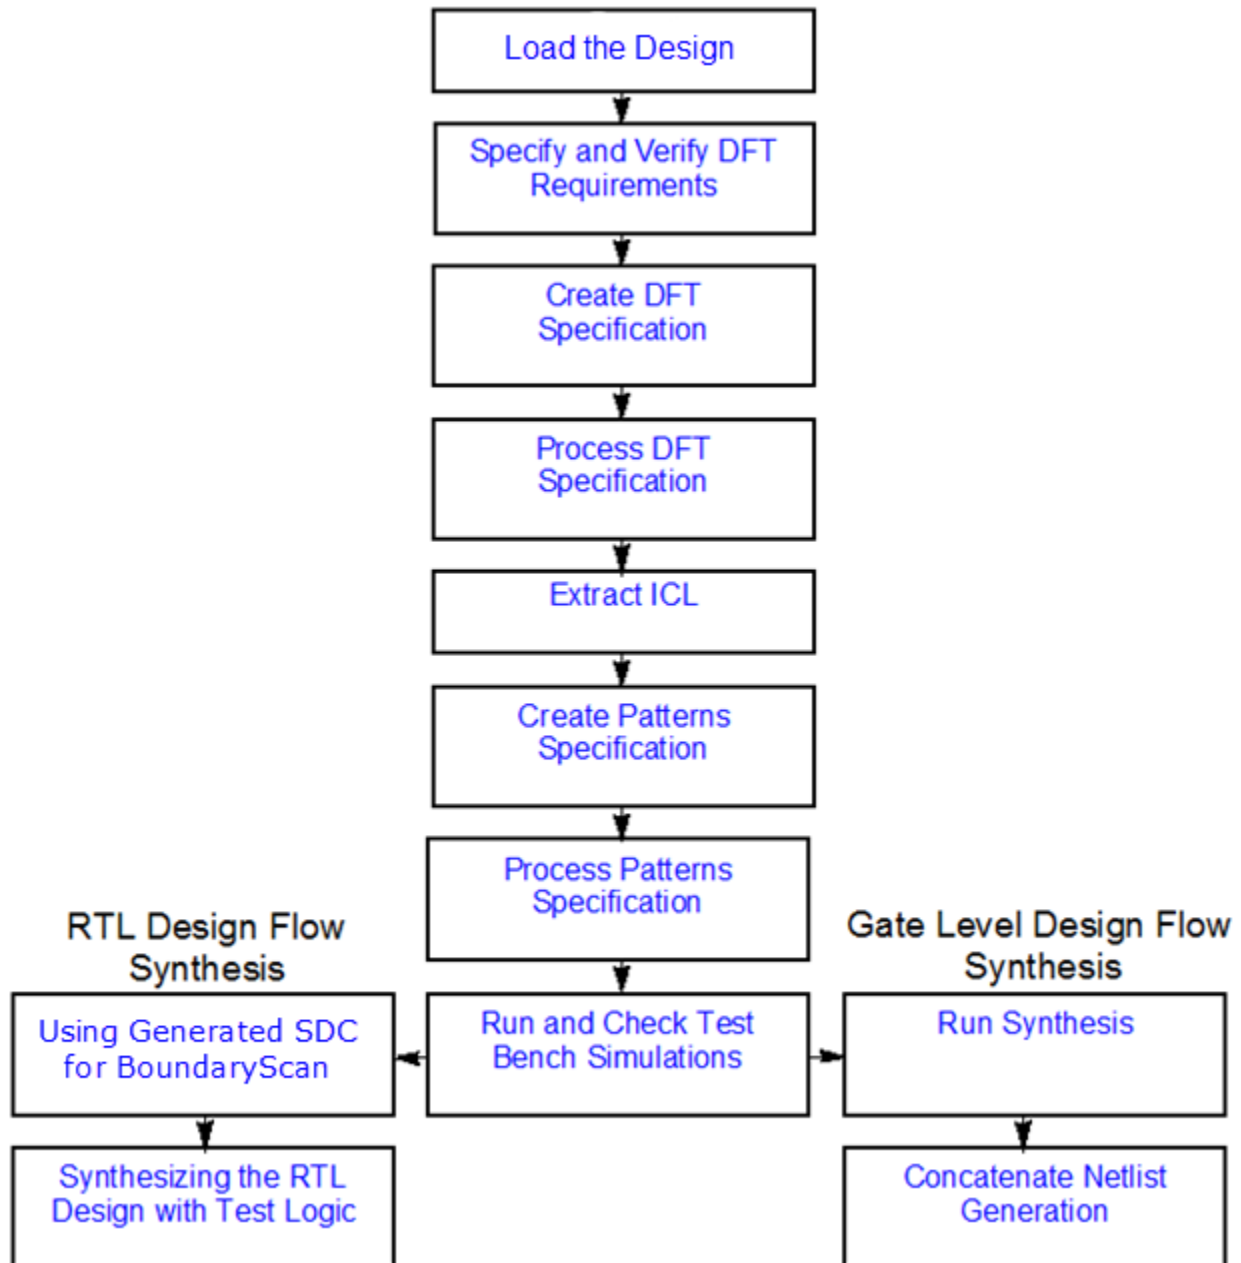 Load the Design
Specify and Verify DFT
Requirements
Create DFT
Specification
Process DFT
Specification
Extract ICL
Create Patterns
Specification
Process Patterns
Specification
RTL Design Flow
Synthesis
Gate Level Design Flow
Synthesis
Using Generated SDC
for BoundaryScan
Run and Check Test
Bench Simulations
Run Synthesis
Synthesizing the RTL
Design with Test Logic
Concatenate Netlist
Generation